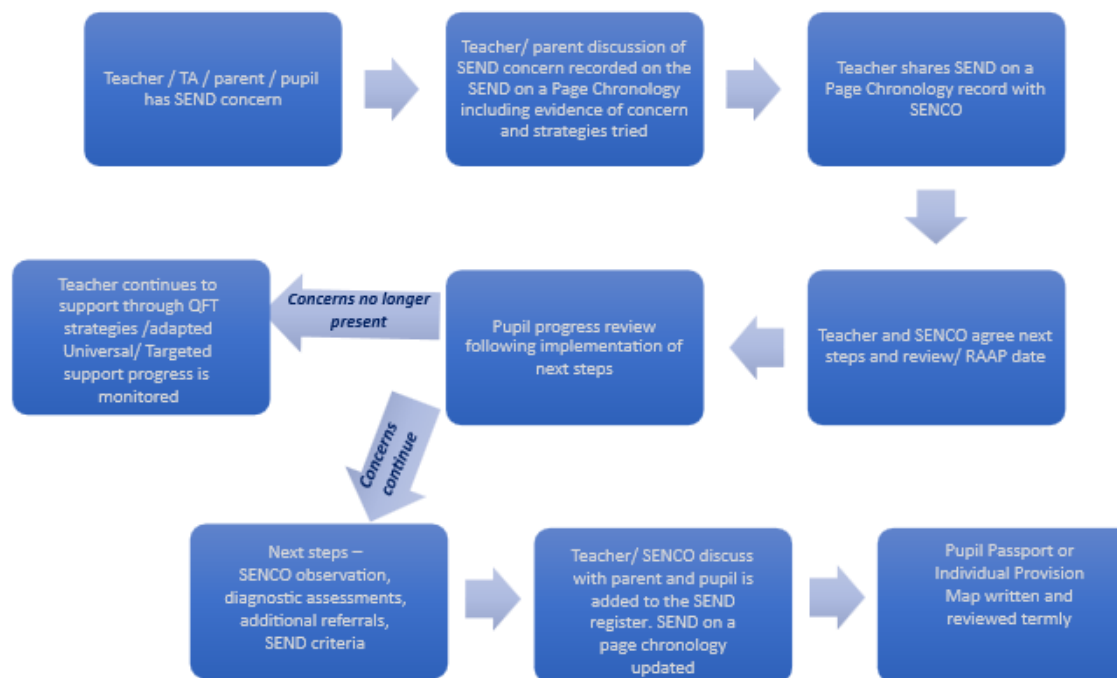 Teacher / TA / parent / pupil
has SEND concern
Teacher/ parent discussion of
SEND concern recorded on the
SEND on a Page Chronology
including evidence of concern
and strategies tried
Teacher shares SEND on a
Page Chronology record with
SENCO
Teacher and SENCO agree next
steps and review/ RAAP date
Pupil progress review
following implementation of
next steps
Concerns no longer
present
Teacher continues to
support through QFT
strategies /adapted
Universal/ Targeted
support progress is
monitored
Concerns
continue
Next steps –
SENCO observation,
diagnostic assessments,
additional referrals,
SEND criteria
Teacher/ SENCO discuss
with parent and pupil is
added to the SEND
register. SEND on a
page chronology
updated
Pupil Passport or
Individual Provision
Map written and
reviewed termly